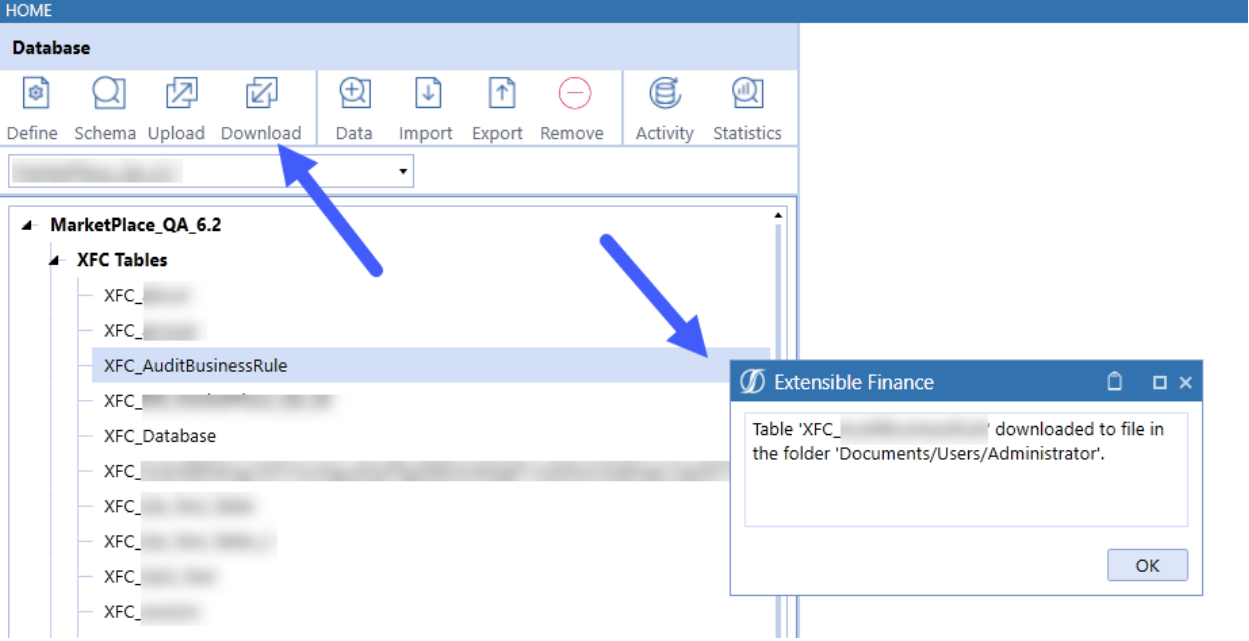 HOME
Database
Define Schema Upload Download Data Import Export Remove Activity Statistics
MarketPlace_QA_6.2
XFC Tables
XFC_
XFC_
XFC_AuditBusinessRule
XFC_
XFC_Database
XFC_
XFC_
XFC_
XFC_
XFC_
Extensible Finance
Table 'XFC_ ' downloaded to file in
the folder 'Documents/Users/Administrator'.
OK